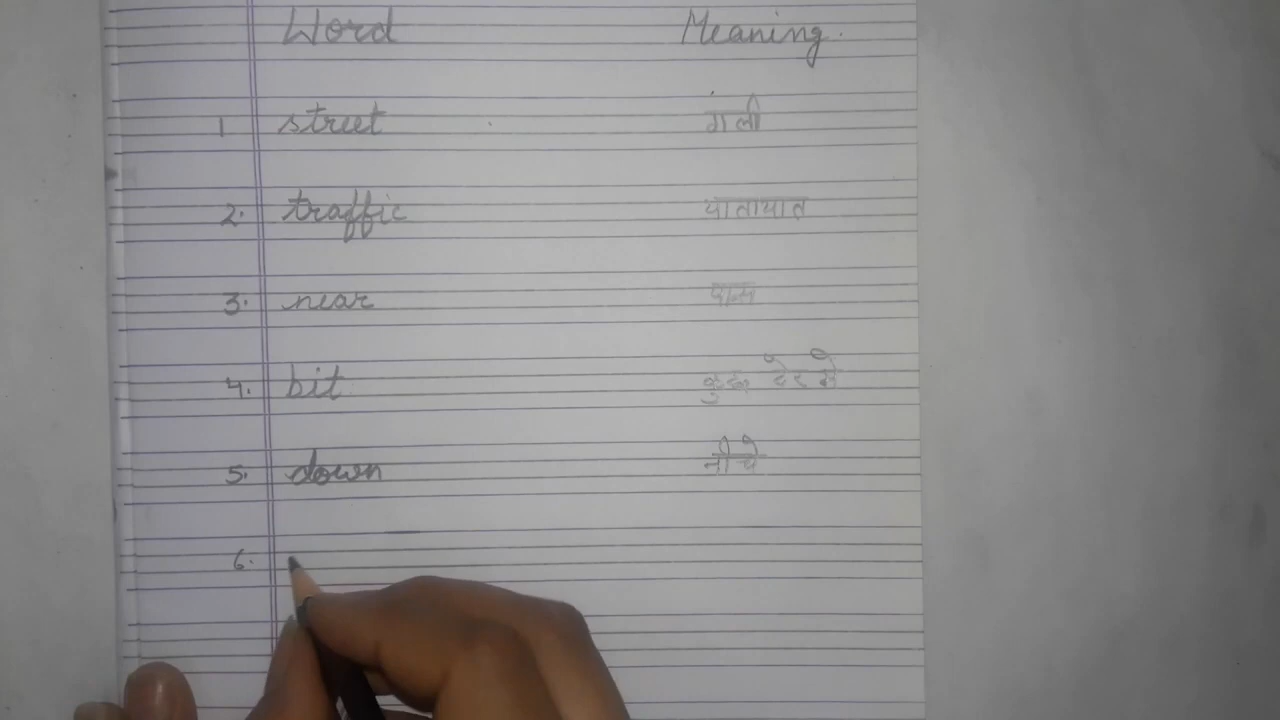 Word Meaning.
1 street गली
2. traffic यातायात
3. near पास
4. bit कुछ देर से
5. down नीचे
6.